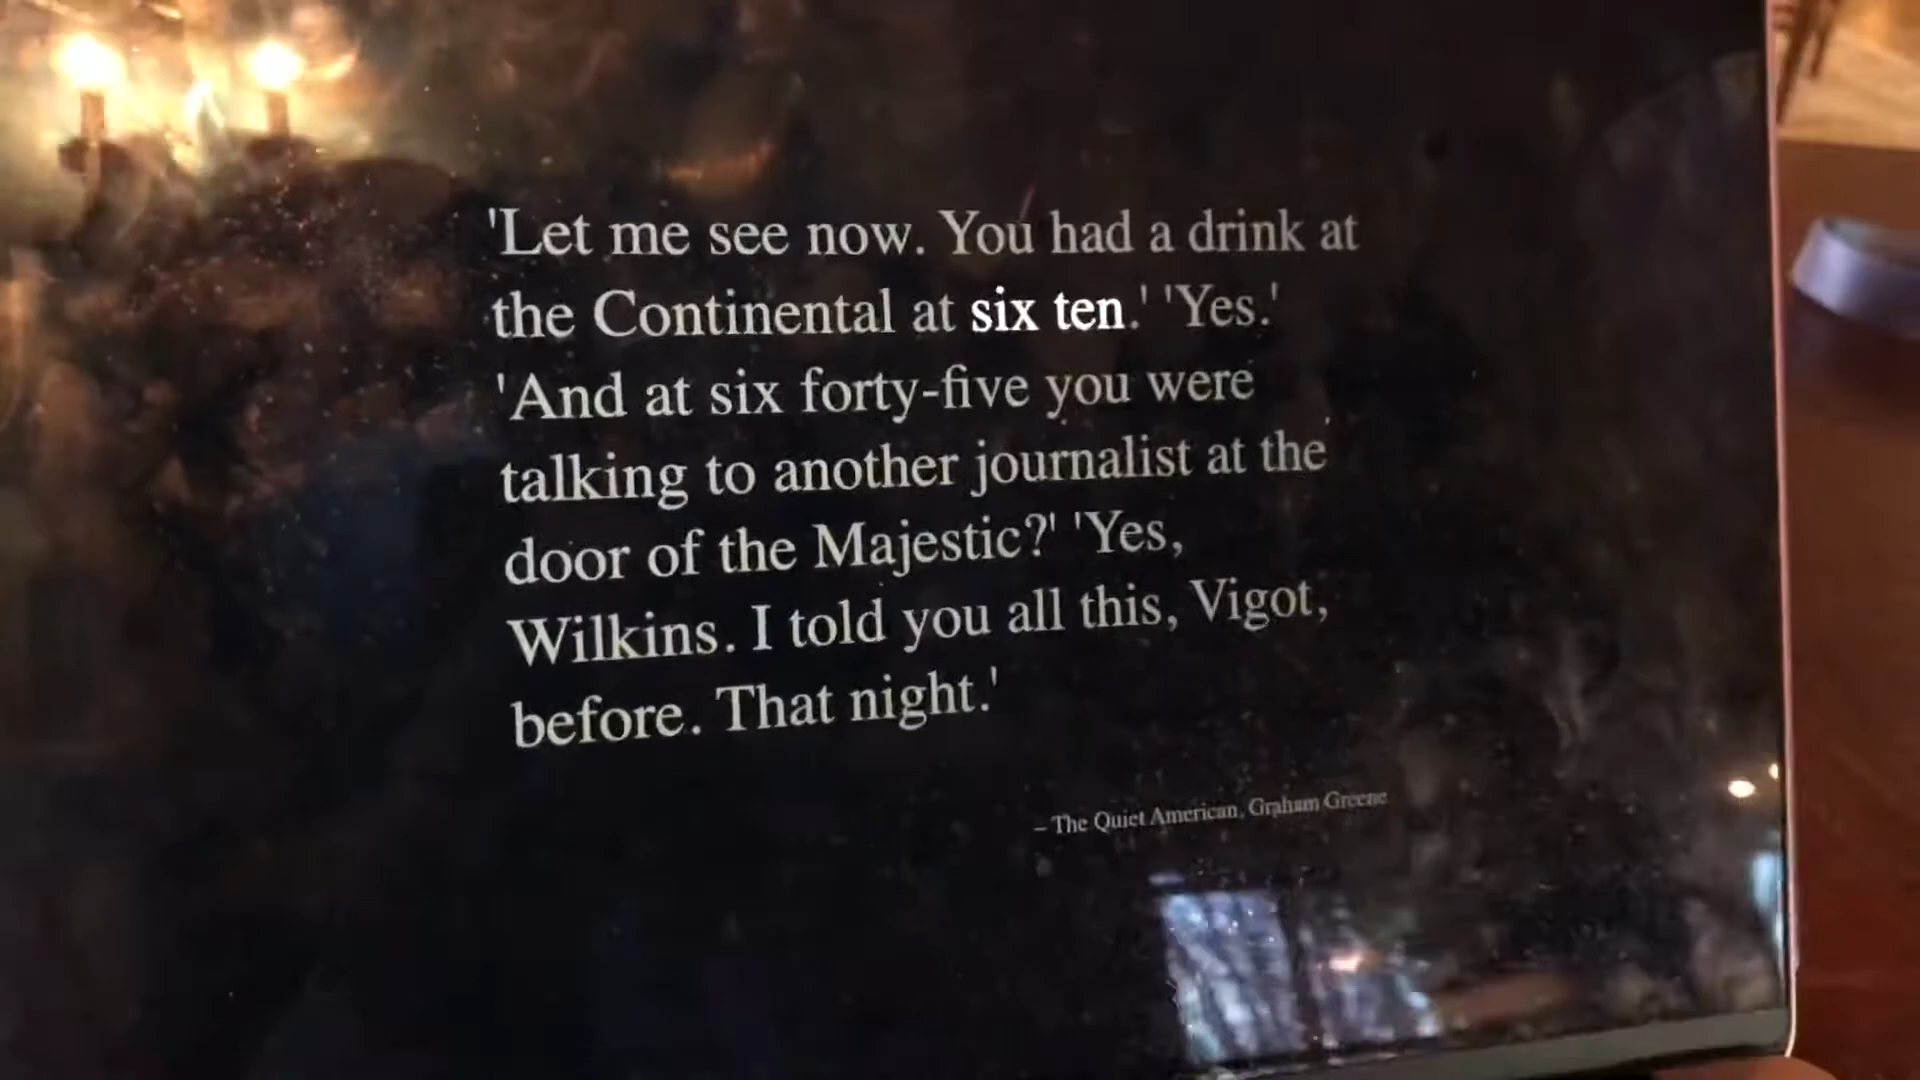 'Let me see now. You had a drink at
the Continental at six ten.' 'Yes.'
'And at six forty-five you were
talking to another journalist at the
door of the Majestic?' 'Yes,
Wilkins. I told you all this, Vigot,
before. That night.'
– The Quiet American, Graham Greene